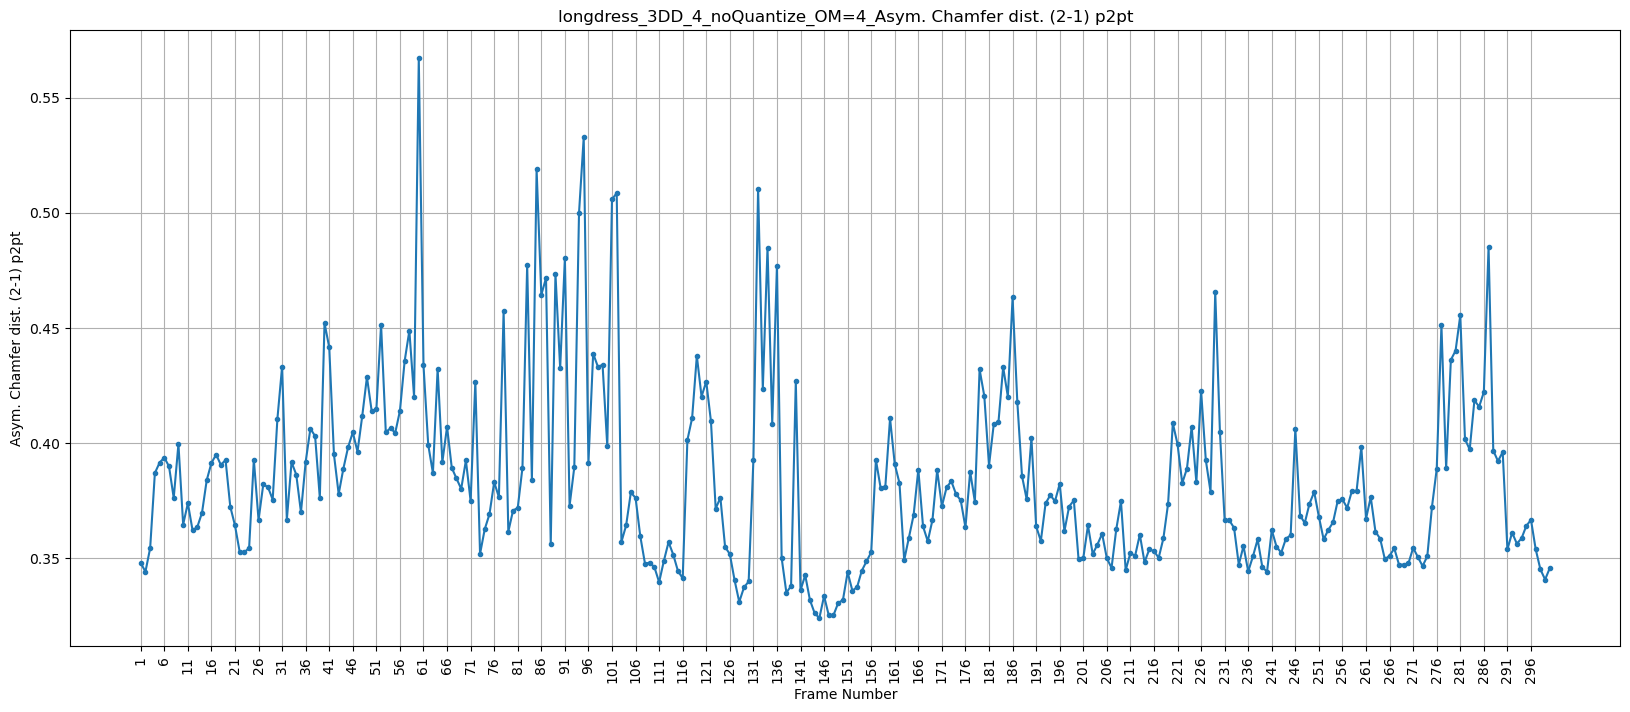 longdress_3DD_4_noQuantize_OM=4_Asym. Chamfer dist. (2-1) p2pt
Asym. Chamfer dist. (2-1) p2pt
0.55
0.50
0.45
0.40
0.35
1 6 11 16 21 26 31 36 41 46 51 56 61 66 71 76 81 86 91 96 101 106 111 116 121 126 131 136 141 146 151 156 161 166 171 176 181 186 191 196 201 206 211 216 221 226 231 236 241 246 251 256 261 266 271 276 281 286 291 296
Frame Number